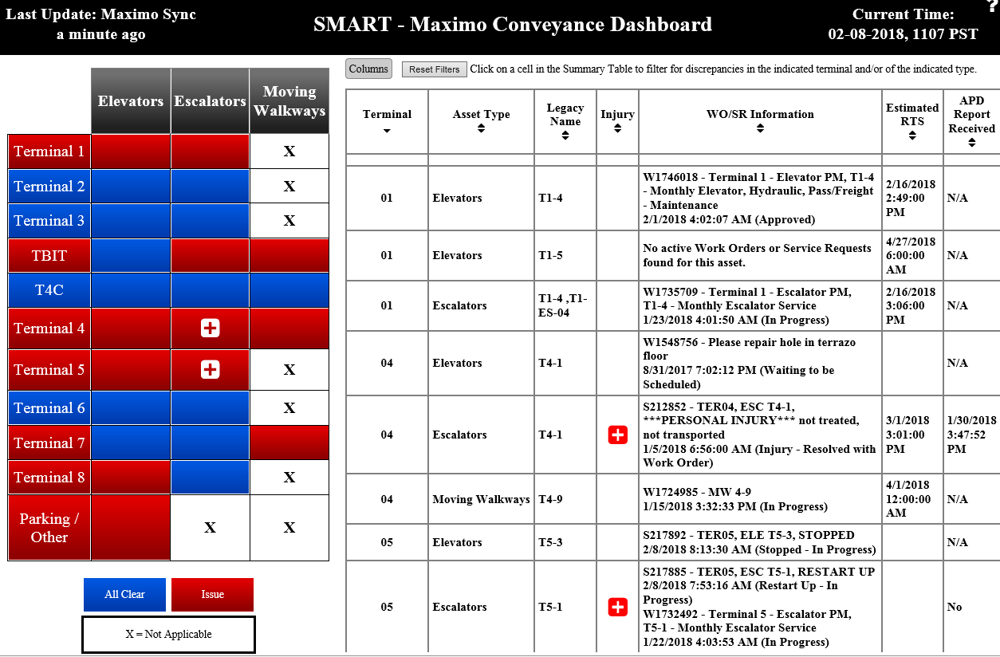 Last Update: Maximo Sync
a minute ago
SMART - Maximo Conveyance Dashboard
?
Current Time:
02-08-2018, 1107 PST
Elevators
Escalators
Moving
Walkways
Terminal 1
X
Terminal 2
X
Terminal 3
X
TBIT
T4C
Terminal 4
Terminal 5
X
Terminal 6
X
Terminal 7
Terminal 8
X
Parking /
Other
X
X
All Clear
Issue
X = Not Applicable
Columns
Reset Filters
Click on a cell in the Summary Table to filter for discrepancies in the indicated terminal and/or of the indicated type.
Terminal
Asset Type
Legacy
Name
Injury
WO/SR Information
Estimated
RTS
APD
Report
Received
01
Elevators
T1-4
W1746018 - Terminal 1 - Elevator PM, T1-4
- Monthly Elevator, Hydraulic, Pass/Freight
- Maintenance
2/1/2018 4:02:07 AM (Approved)
2/16/2018
2:49:00
PM
N/A
01
Elevators
T1-5
No active Work Orders or Service Requests
found for this asset.
4/27/2018
6:00:00
AM
N/A
01
Escalators
T1-4 ,T1-
ES-04
W1735709 - Terminal 1 - Escalator PM,
T1-4 - Monthly Escalator Service
1/23/2018 4:01:50 AM (In Progress)
2/16/2018
3:06:00
PM
N/A
04
Elevators
T4-1
W1548756 - Please repair hole in terrazo
floor
8/31/2017 7:02:12 PM (Waiting to be
Scheduled)
N/A
04
Escalators
T4-1
S212852 - TER04, ESC T4-1,
***PERSONAL INJURY*** not treated,
not transported
1/5/2018 6:56:00 AM (Injury - Resolved with
Work Order)
3/1/2018
3:01:00
PM
1/30/2018
3:47:52
PM
04
Moving Walkways
T4-9
W1724985 - MW 4-9
1/15/2018 3:32:33 PM (In Progress)
4/1/2018
12:00:00
AM
N/A
05
Elevators
T5-3
S217892 - TER05, ELE T5-3, STOPPED
2/8/2018 8:13:30 AM (Stopped - In Progress)
N/A
05
Escalators
T5-1
S217885 - TER05, ESC T5-1, RESTART UP
2/8/2018 7:53:16 AM (Restart Up - In
Progress)
W1732492 - Terminal 5 - Escalator PM,
T5-1 - Monthly Escalator Service
1/22/2018 4:03:53 AM (In Progress)
No